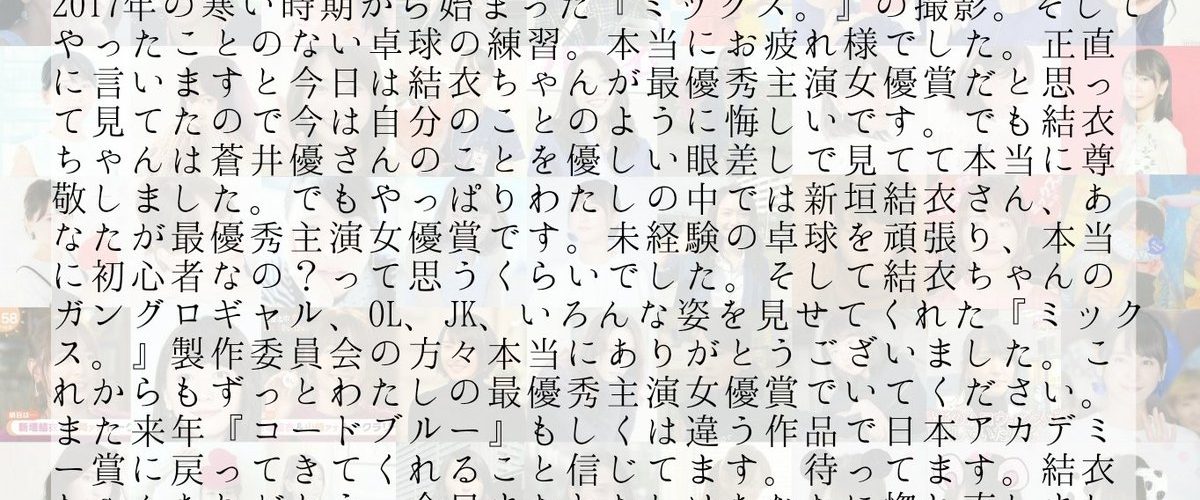 2017年の寒い時期から始まった『ミックス。』の撮影。そして
やったことのない卓球の練習。本当にお疲れ様でした。正直
に言いますと今日は結衣ちゃんが最優秀主演女優賞だと思っ
て見てたので今は自分のことのように悔しいです。でも結衣
ちゃんは蒼井優さんのことを優しい眼差しで見てて本当に尊
敬しました。でもやっぱりわたしの中では新垣結衣さん、あ
なたが最優秀主演女優賞です。未経験の卓球を頑張り、本当
に初心者なの？って思うくらいでした。そして結衣ちゃんの
ガングロギャル、OL、JK、いろんな姿を見せてくれた『ミック
ス。』製作委員会の方々本当にありがとうございました。こ
れからもずっとわたしの最優秀主演女優賞でいてください。
また来年『コードブルー』もしくは違う作品で日本アカデミ
ー賞に戻ってきてくれること信じてます。待ってます。結衣